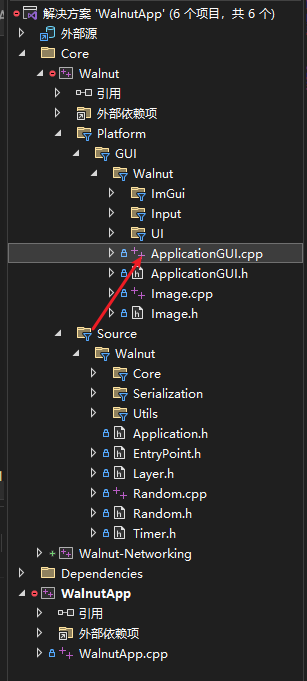 解决方案 'WalnutApp' (6 个项目，共 6 个)
外部源
Core
Walnut
引用
外部依赖项
Platform
GUI
Walnut
ImGui
Input
UI
ApplicationGUI.cpp
ApplicationGUI.h
Image.cpp
Image.h
Source
Walnut
Core
Serialization
Utils
Application.h
EntryPoint.h
Layer.h
Random.cpp
Random.h
Timer.h
Walnut-Networking
Dependencies
WalnutApp
引用
外部依赖项
WalnutApp.cpp